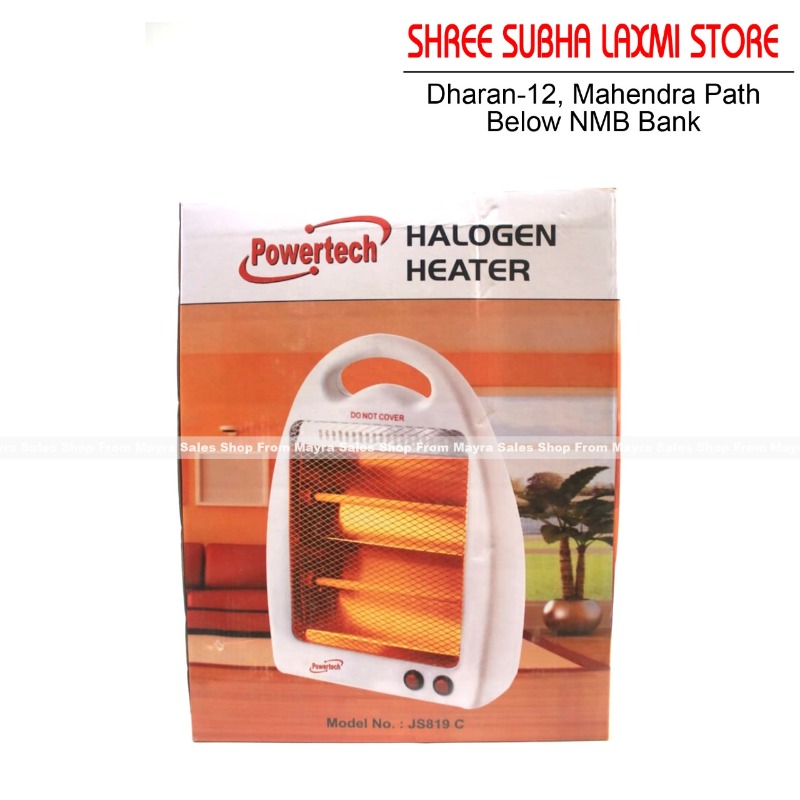 SHREE SUBHA LAXMI STORE
Dharan-12, Mahendra Path
Below NMB Bank
Powertech
HALOGEN
HEATER
DO NOT COVER
Mayra Sales Shop From Mayra Sales Shop From Mayra Sales Shop From Mayra Sales Shop From
Powertech
Model No. : JS819 C